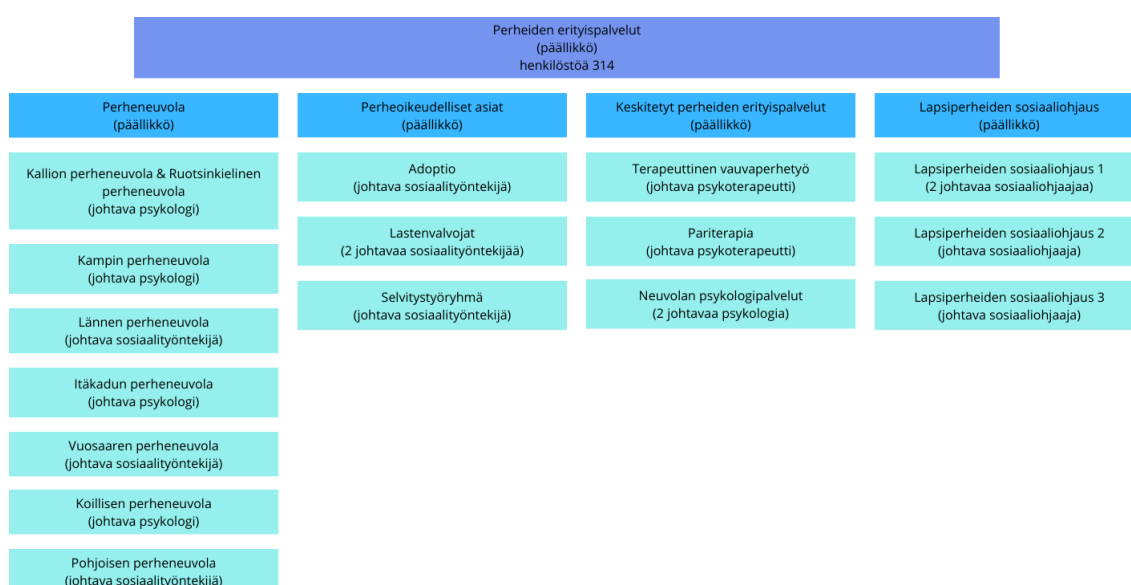 Perheiden erityispalvelut
(päällikkö)
henkilöstöä 314
Perheneuvola
(päällikkö)
Kallion perheneuvola & Ruotsinkielinen
perheneuvola
(johtava psykologi)
Kampin perheneuvola
(johtava psykologi)
Lännen perheneuvola
(johtava sosiaalityöntekijä)
Itäkadun perheneuvola
(johtava psykologi)
Vuosaaren perheneuvola
(johtava sosiaalityöntekijä)
Koillisen perheneuvola
(johtava psykologi)
Pohjoisen perheneuvola
(johtava sosiaalityöntekijä)
Perheoikeudelliset asiat
(päällikkö)
Adoptio
(johtava sosiaalityöntekijä)
Lastenvalvojat
(2 johtavaa sosiaalityöntekijää)
Selvitystyöryhmä
(johtava sosiaalityöntekijä)
Keskitetyt perheiden erityispalvelut
(päällikkö)
Terapeuttinen vauvaperhetyö
(johtava psykoterapeutti)
Pariterapia
(johtava psykoterapeutti)
Neuvolan psykologipalvelut
(2 johtavaa psykologia)
Lapsiperheiden sosiaaliohjaus
(päällikkö)
Lapsiperheiden sosiaaliohjaus 1
(2 johtavaa sosiaaliohjaajaa)
Lapsiperheiden sosiaaliohjaus 2
(johtava sosiaaliohjaaja)
Lapsiperheiden sosiaaliohjaus 3
(johtava sosiaaliohjaaja)